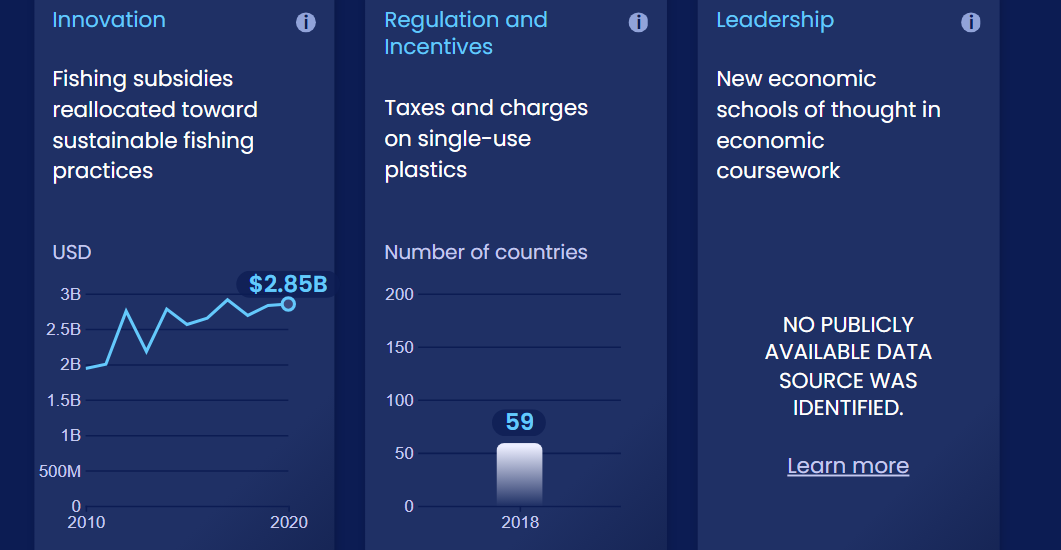 Innovation
Fishing subsidies
reallocated toward
sustainable fishing
practices
USD
$2.85B
3B
2.5B
2B
1.5B
1B
500M
0
2010
2020
Regulation and
Incentives
Taxes and charges
on single-use
plastics
Number of countries
200
150
100
59
50
0
2018
Leadership
New economic
schools of thought in
economic
coursework
NO PUBLICLY
AVAILABLE DATA
SOURCE WAS
IDENTIFIED.
Learn more